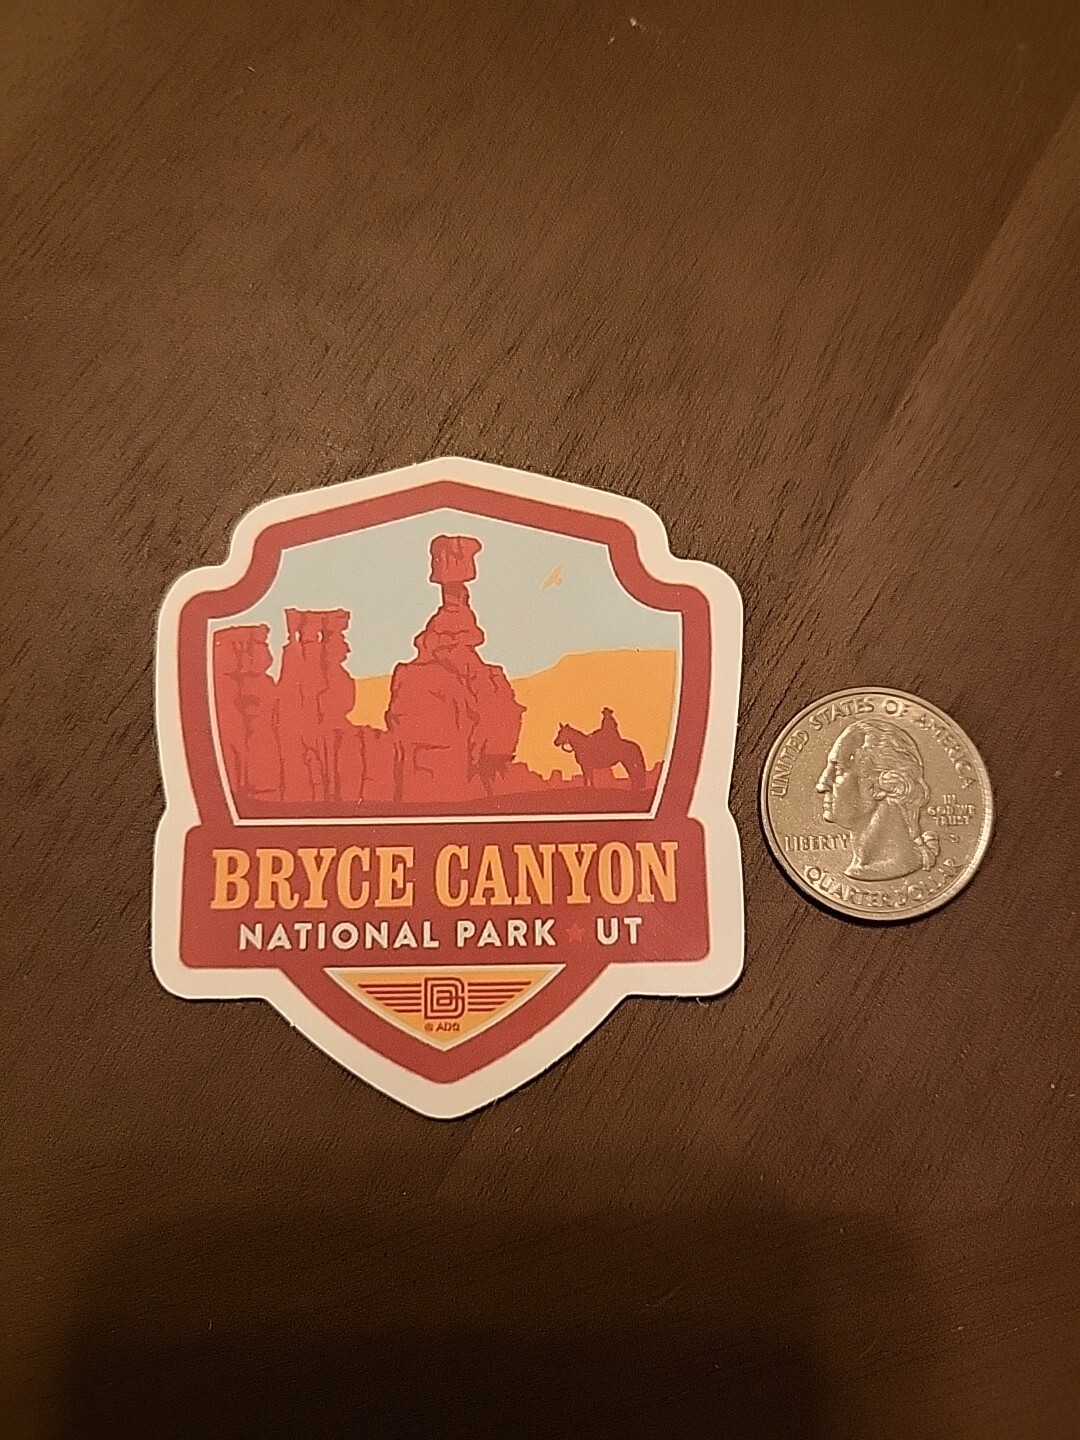 BRYCE CANYON
NATIONAL PARK ★ UT
© ADG
UNITED STATES OF AMERICA
IN
GOD WE
TRUST
LIBERTY
QUARTER DOLLAR